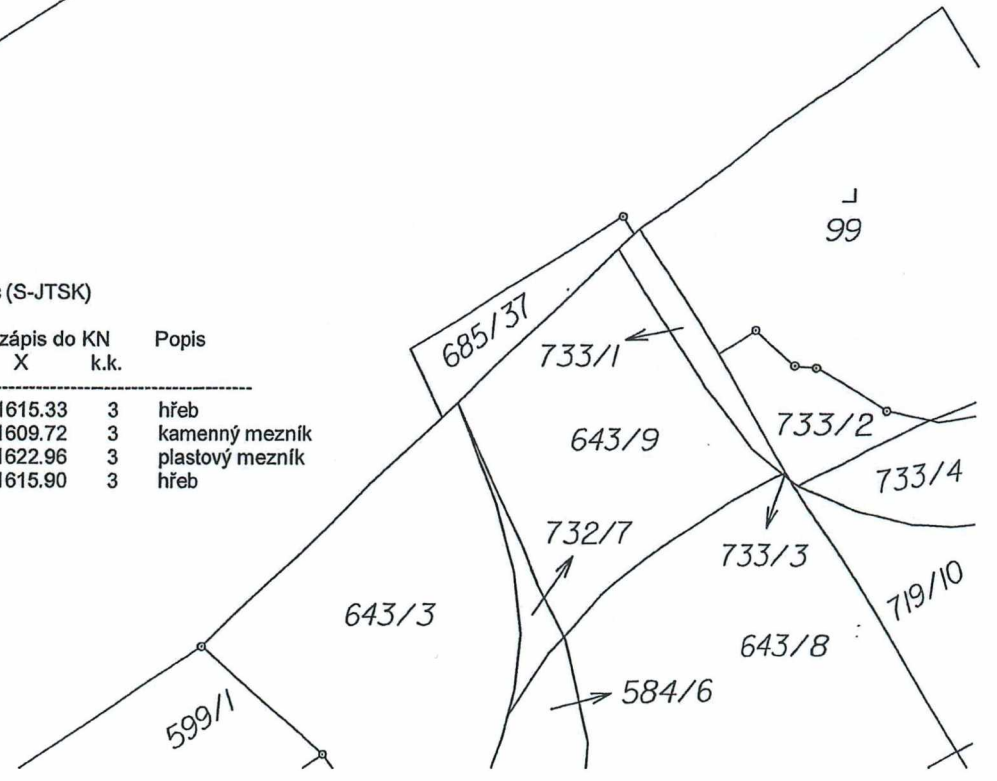 (S-JTSK)
zápis do KN Popis
X k.k.
1615.33 3 hřeb
1609.72 3 kamenný mezník
1622.96 3 plastový mezník
1615.90 3 hřeb
99
685/37
733/1
643/9
733/2
733/4
732/7
733/3
719/10
643/3
643/8
584/6
599/1